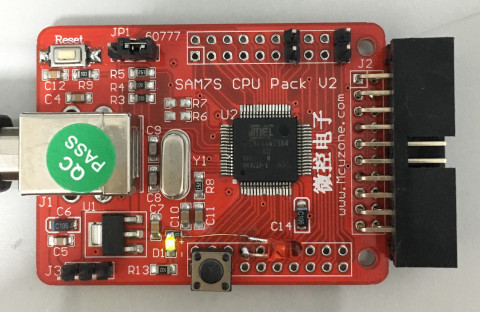 Reset
JP1
60777
C12
R9
C4
R5
R4
R3
SAM7S CPU Pack V2
J2
R7
R6
U2
ATMEL
QC
PASS
C9
Y1
R8
C8
J1
U1
C6
C5
C7
C10
C11
C14
D1
R13
J3
微控电子
www.Mcuzone.com